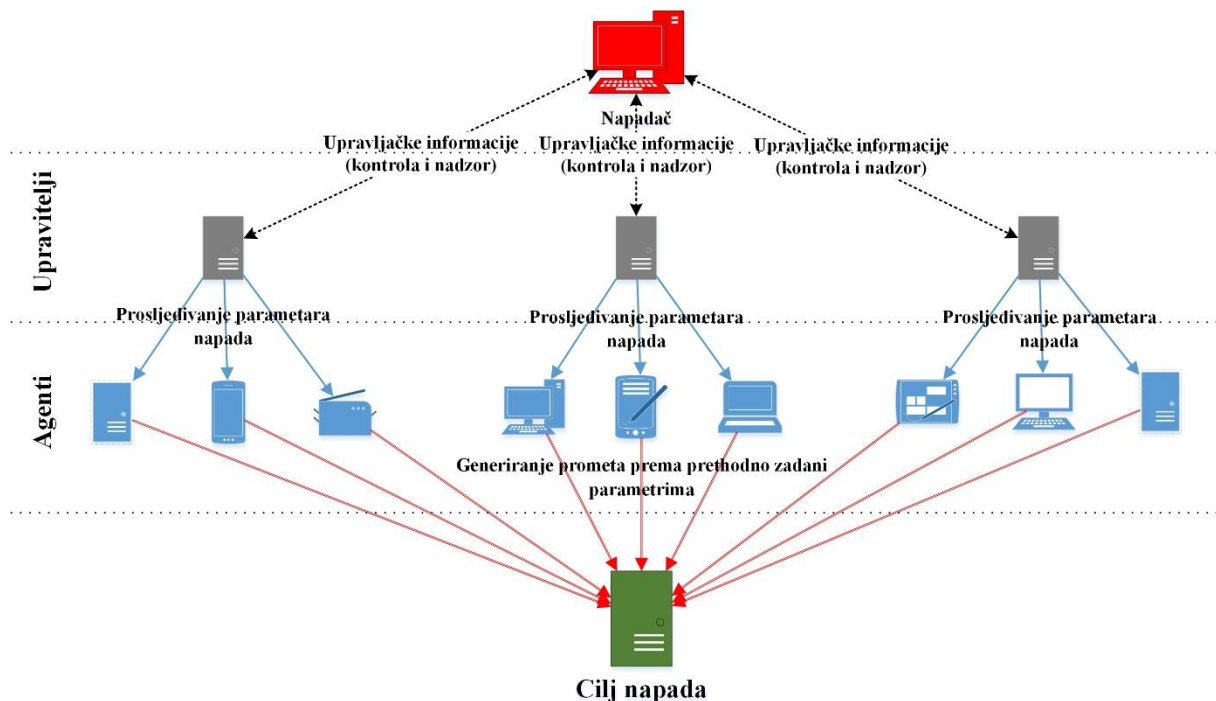 Napadač
Upravljačke informacije
(kontrola i nadzor)
Upravljačke informacije
(kontrola i nadzor)
Upravljačke informacije
(kontrola i nadzor)
Upravitelji
Prosljeđivanje parametara
napada
Prosljeđivanje parametara
napada
Prosljeđivanje parametara
napada
Agenti
Generiranje prometa prema prethodno zadani
parametrima
Cilj napada